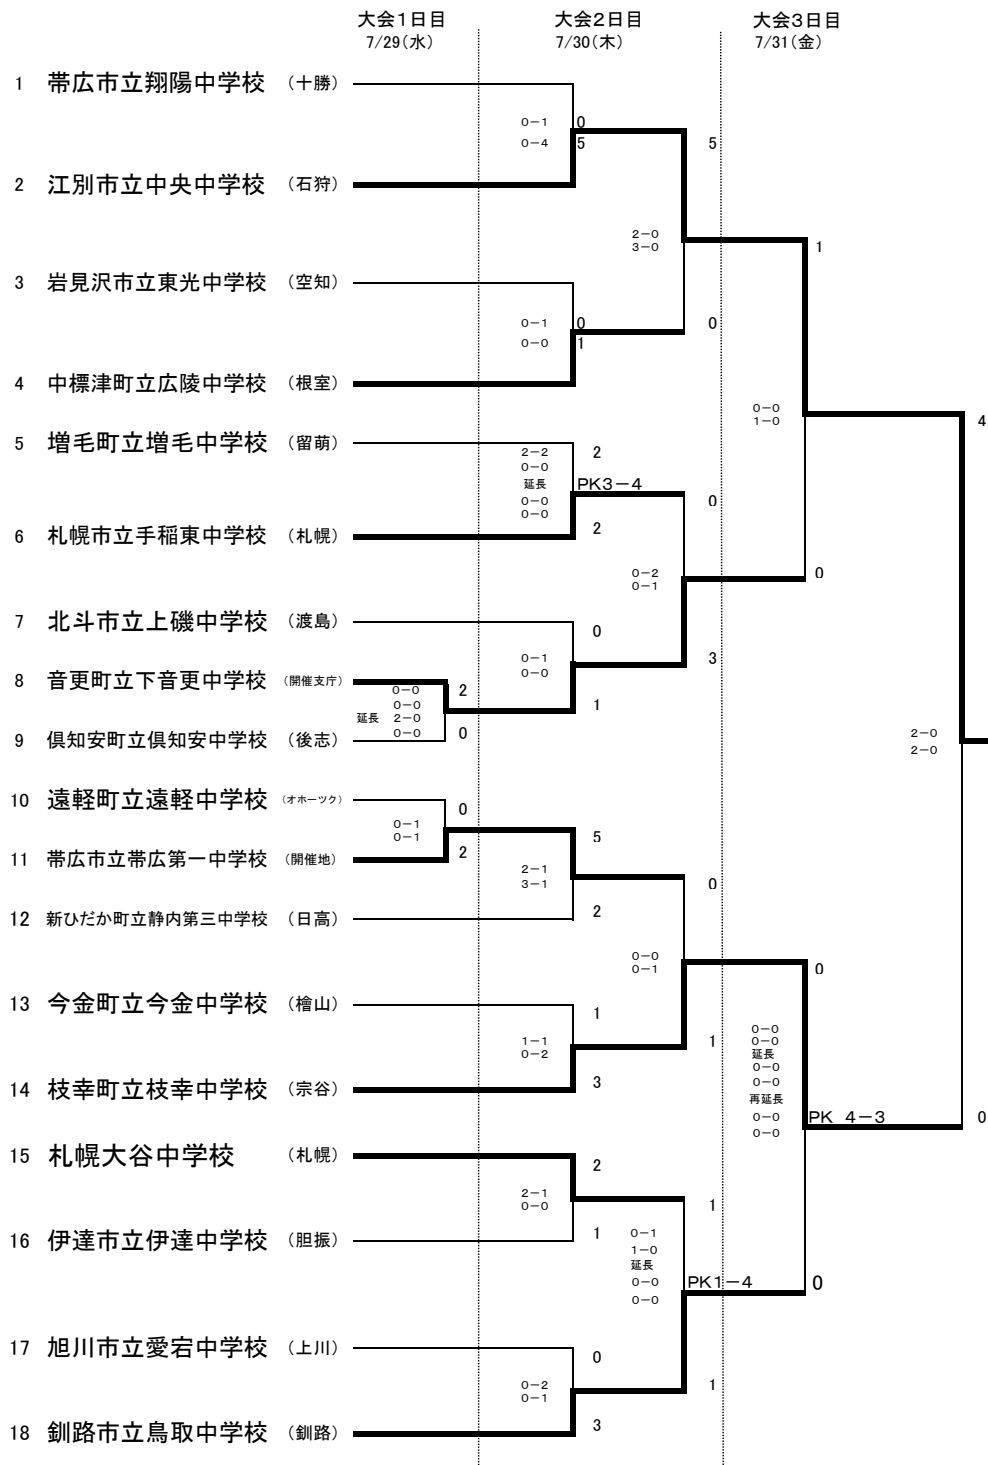 大会1日目 大会2日目 大会3日目
7/29(水) 7/30(木) 7/31(金)
1 帯広市立翔陽中学校 (十勝)
0-1 0
0-4 5 5
2 江別市立中央中学校 (石狩)
2-0
3-0 1
3 岩見沢市立東光中学校 (空知)
0-1 0 0
0-0 1
4 中標津町立広陵中学校 (根室)
0-0
1-0 4
5 増毛町立増毛中学校 (留萌)
2-2 2
0-0
延長 PK3-4
0-0 0
0-0
6 札幌市立手稲東中学校 (札幌) 2
0-2 0
0-1
7 北斗市立上磯中学校 (渡島) 0
0-1 3
0-0
8 音更町立下音更中学校 (開催支庁)
0-0 2
0-0 1
延長 2-0
0-0 0
9 倶知安町立倶知安中学校 (後志)
2-0
2-0
10 遠軽町立遠軽中学校 (オホーツク) 0
0-1
0-1 5
11 帯広市立帯広第一中学校 (開催地) 2
2-1
3-1 0
12 新ひだか町立静内第三中学校 (日高) 2
0-0
0-1 0
13 今金町立今金中学校 (檜山) 1
1-1 1
0-2
14 枝幸町立枝幸中学校 (宗谷) 3
0-0
0-0
延長
0-0
0-0
再延長
0-0 PK 4-3 0
0-0
15 札幌大谷中学校 (札幌) 2
2-1
0-0 1
16 伊達市立伊達中学校 (胆振) 1
0-1
1-0
延長
0-0 PK1-4 0
0-0
17 旭川市立愛宕中学校 (上川) 0
0-2 1
0-1
18 釧路市立鳥取中学校 (釧路) 3